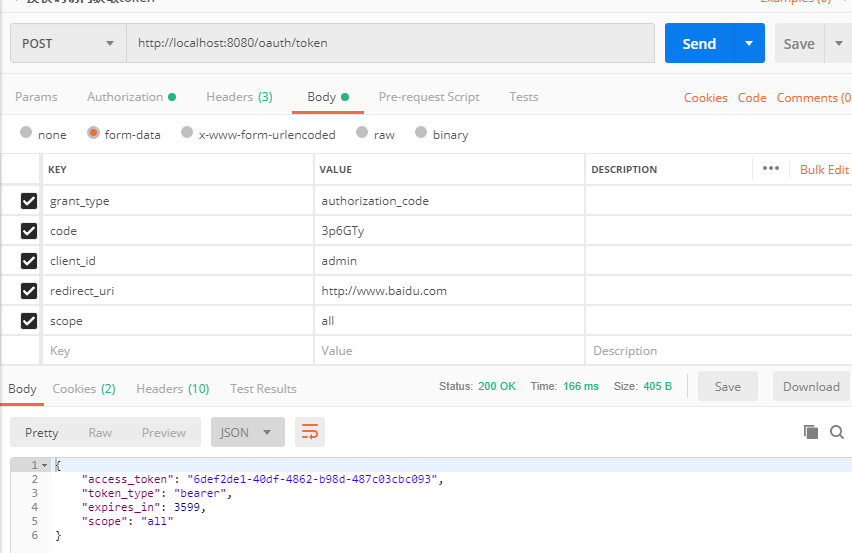 POST http://localhost:8080/oauth/token Send Save
Params Authorization Headers (3) Body Pre-request Script Tests Cookies Code Comments (0
none form-data x-www-form-urlencoded raw binary
KEY VALUE DESCRIPTION ••• Bulk Edit
grant_type authorization_code
code 3p6GTy
client_id admin
redirect_uri http://www.baidu.com
scope all
Key Value Description
Body Cookies (2) Headers (10) Test Results Status: 200 OK Time: 166 ms Size: 405 B Save Download
Pretty Raw Preview JSON
1 {
2 "access_token": "6def2de1-40df-4862-b98d-487c03cbc093",
3 "token_type": "bearer",
4 "expires_in": 3599,
5 "scope": "all"
6 }